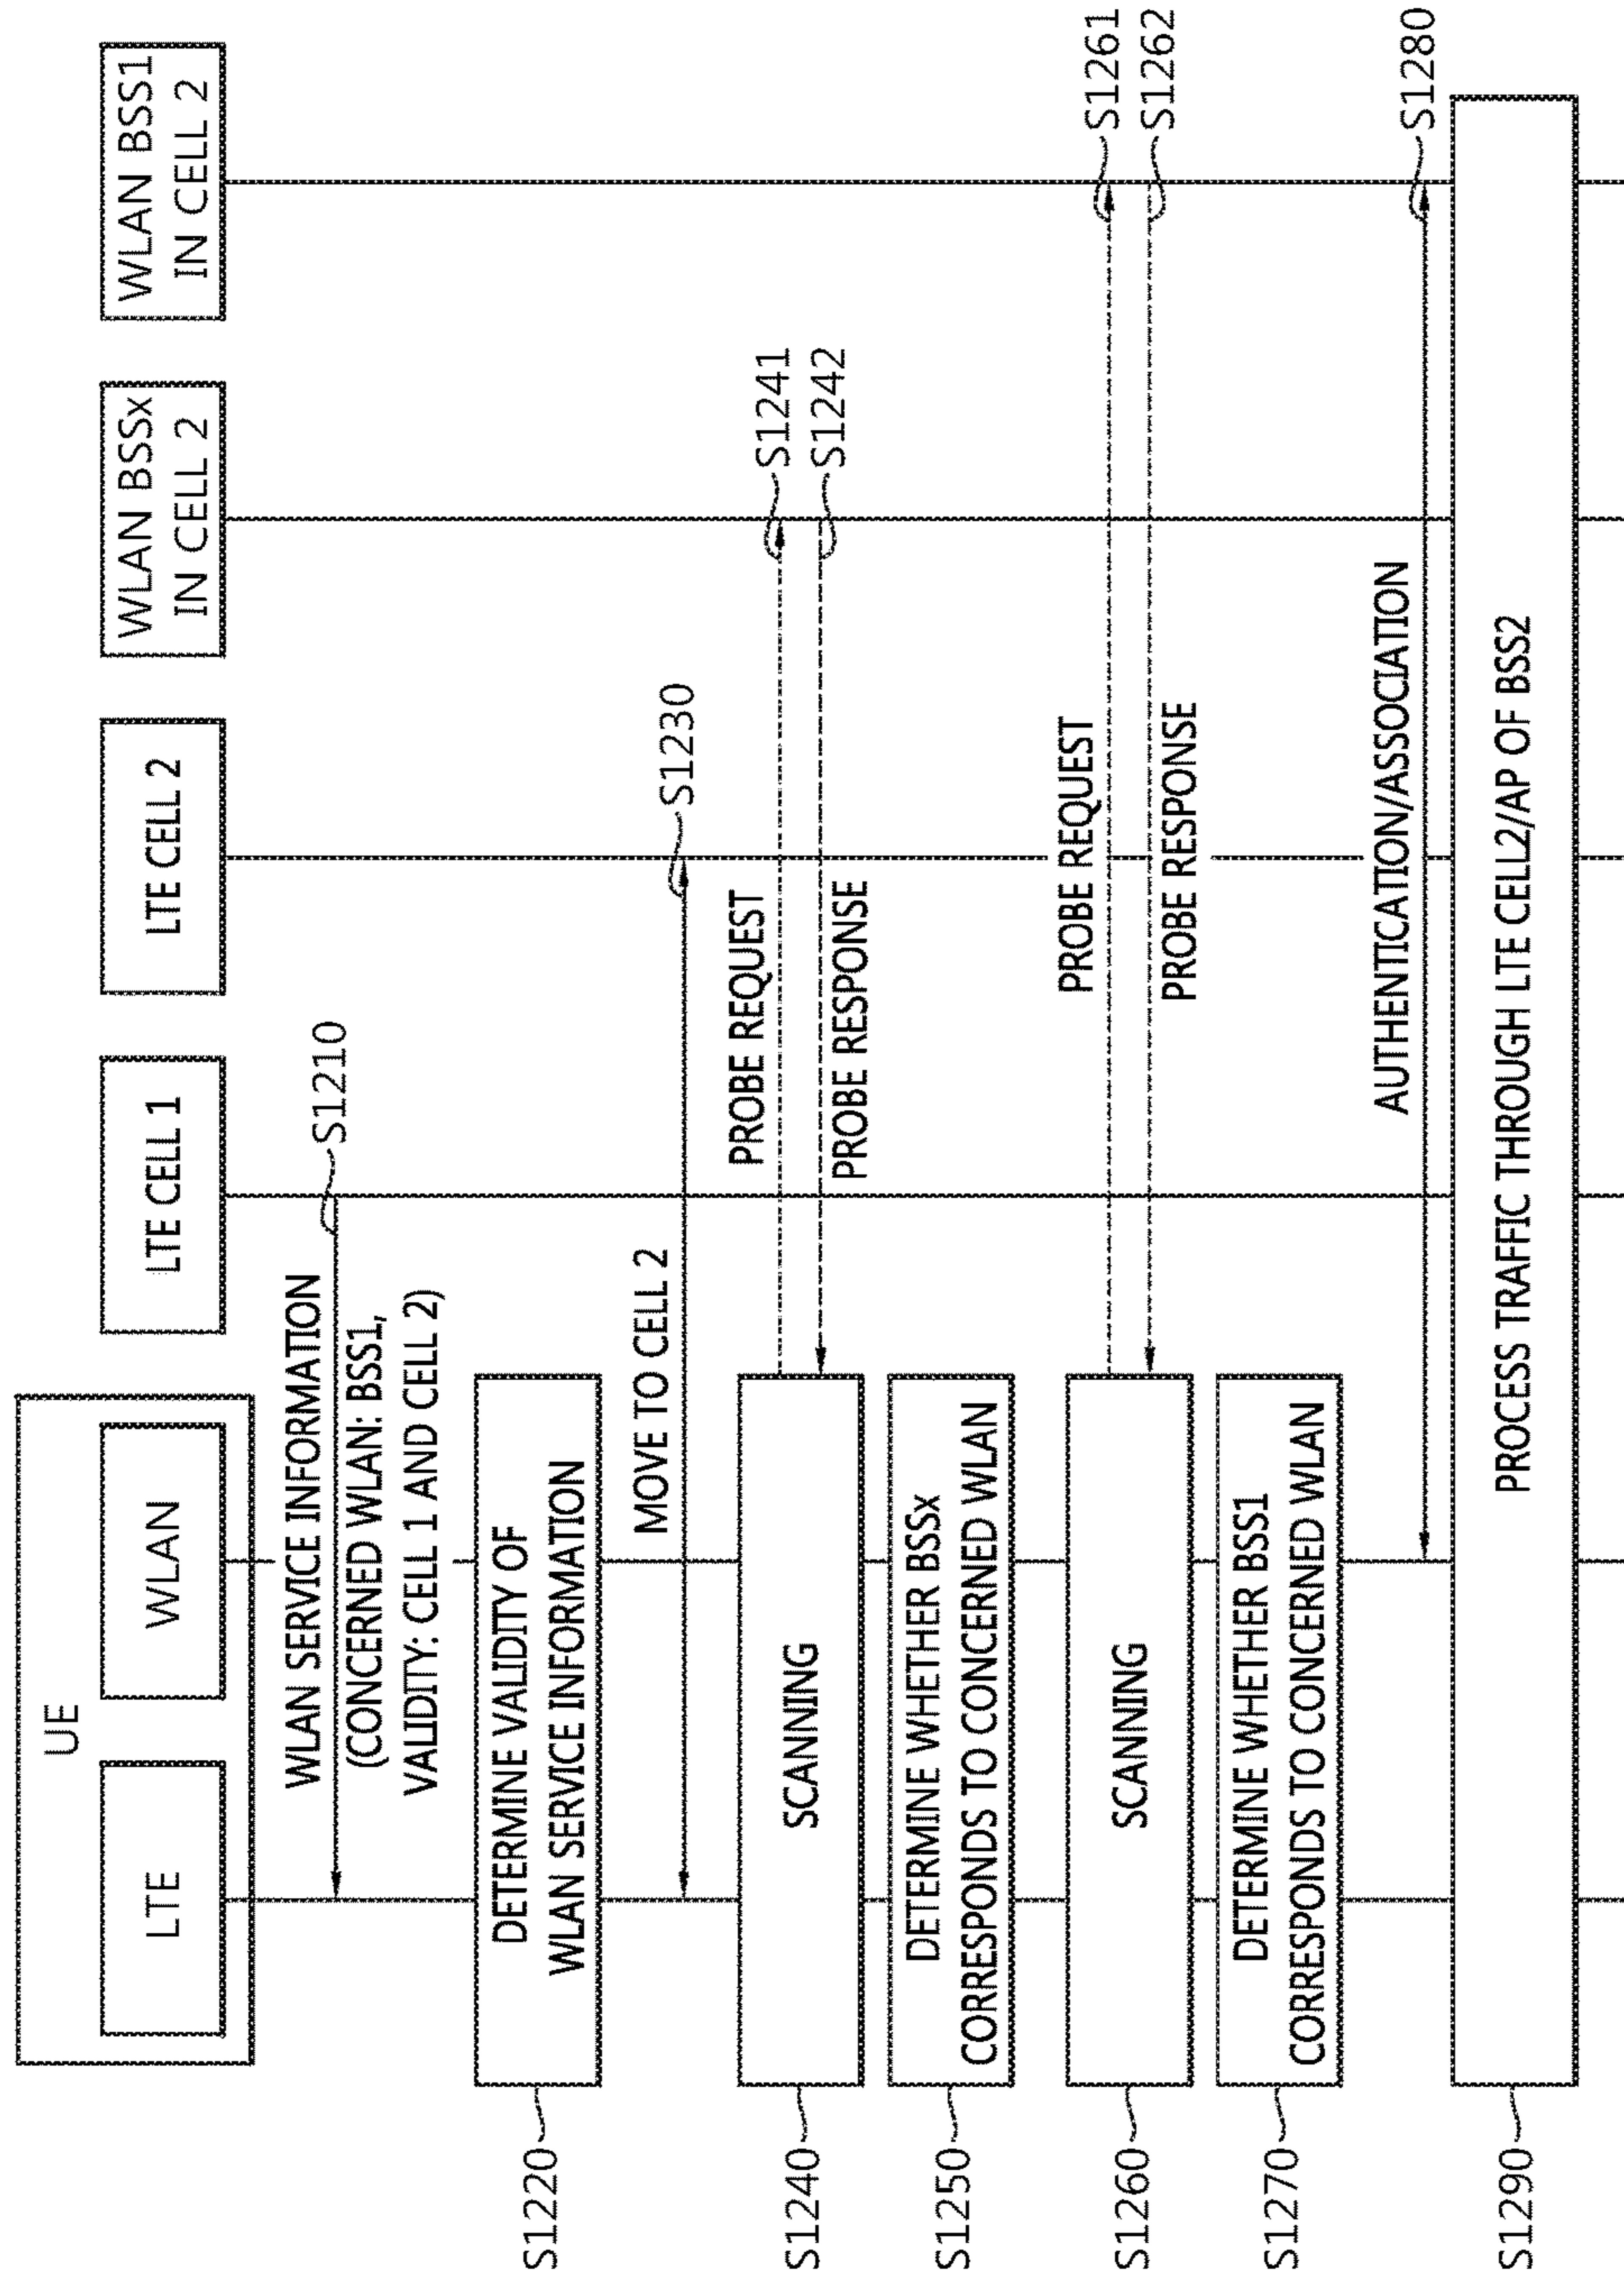 UE
LTE
WLAN
LTE CELL 1
LTE CELL 2
WLAN BSSx
IN CELL 2
WLAN BSS1
IN CELL 2
S1210
WLAN SERVICE INFORMATION
(CONCERNED WLAN: BSS1,
VALIDITY: CELL 1 AND CELL 2)
S1220
DETERMINE VALIDITY OF
WLAN SERVICE INFORMATION
MOVE TO CELL 2
S1230
S1240
SCANNING
PROBE REQUEST
S1241
PROBE RESPONSE
S1242
S1250
DETERMINE WHETHER BSSx
CORRESPONDS TO CONCERNED WLAN
S1260
SCANNING
PROBE REQUEST
S1261
PROBE RESPONSE
S1262
S1270
DETERMINE WHETHER BSS1
CORRESPONDS TO CONCERNED WLAN
AUTHENTICATION/ASSOCIATION
S1280
S1290
PROCESS TRAFFIC THROUGH LTE CELL2/AP OF BSS2